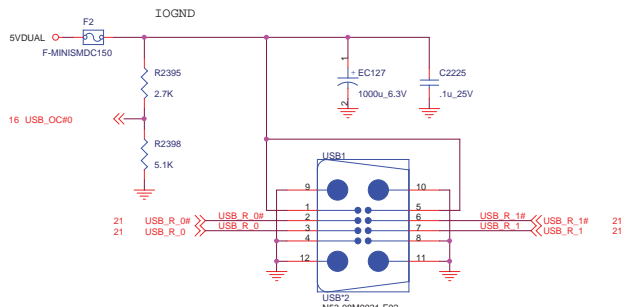 IOGND
F2
5VDUAL
F-MINISMDC150
R2395
2.7K
1
+ EC127
1000u_6.3V
2
C2225
.1u_25V
16 USB_OC#0
R2398
5.1K
USB1
9
10
1
5
21 USB_R_0# USB_R_0# 2
6 USB_R_1# USB_R_1# 21
21 USB_R_0 USB_R_0 3
7 USB_R_1 USB_R_1 21
4
8
12
11
USB*2